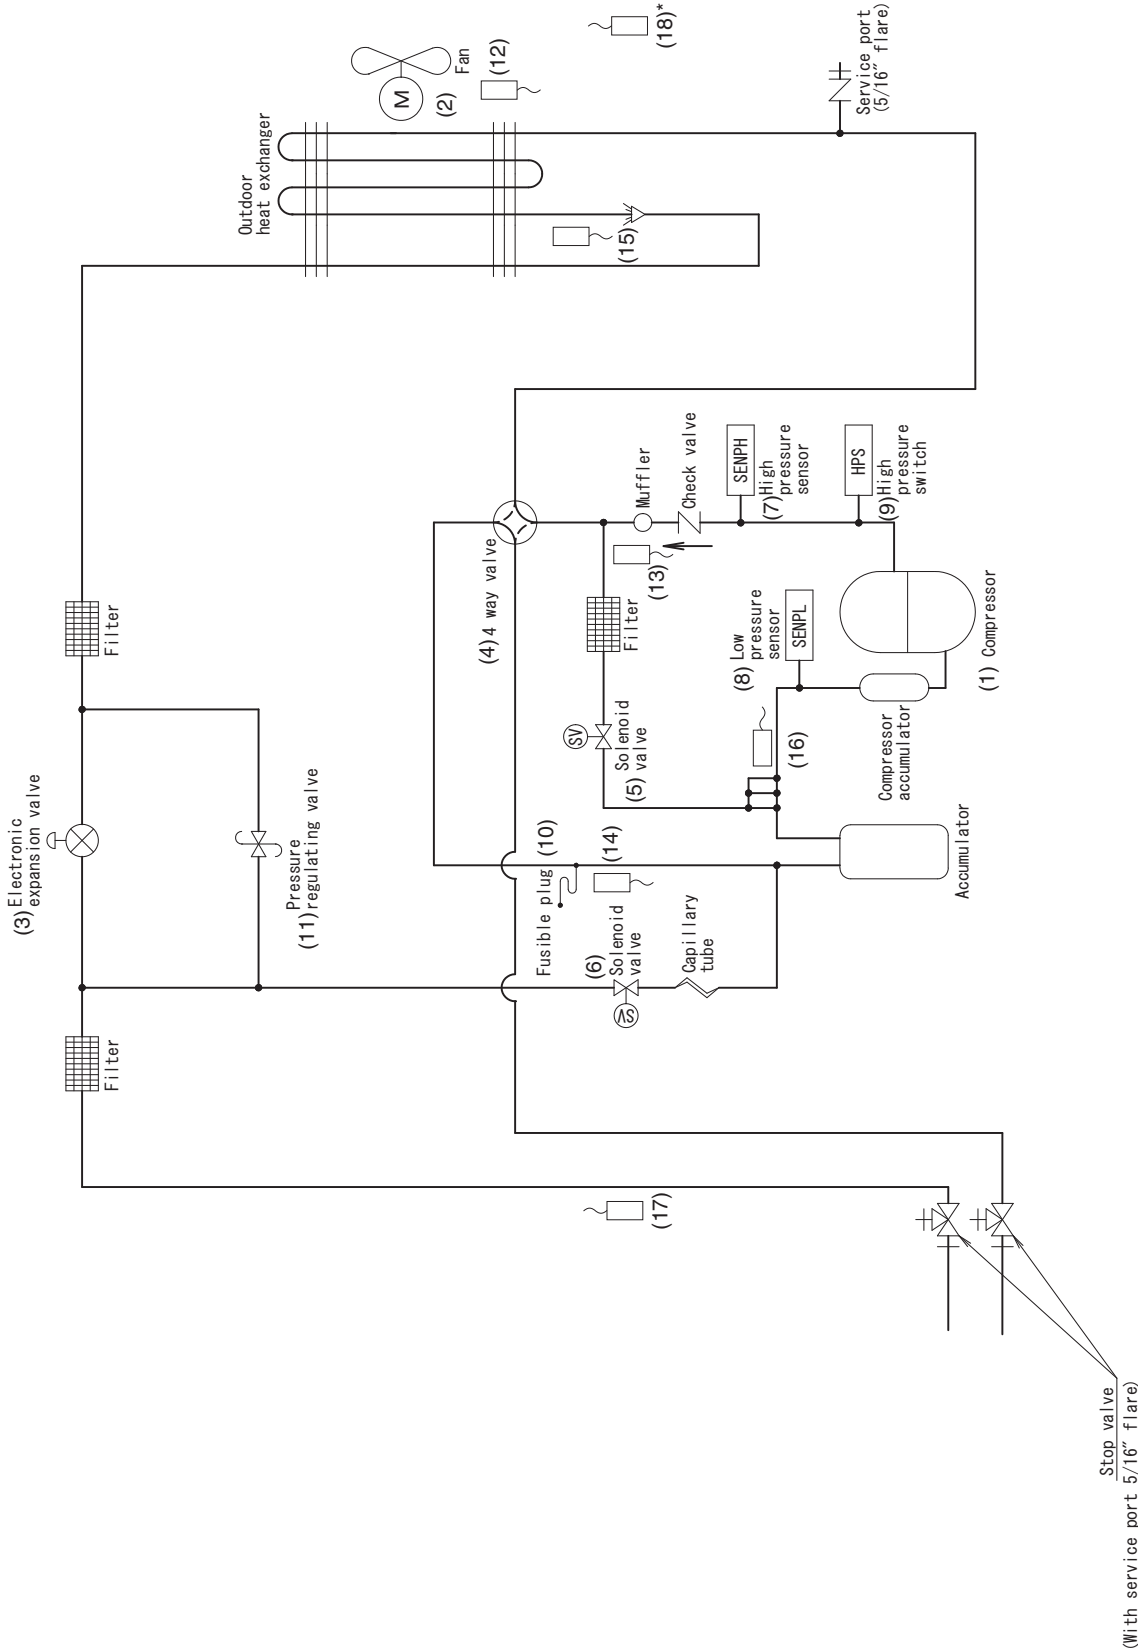 (3) Electronic
expansion valve
Filter
Filter
Pressure
(11) regulating valve
Outdoor
heat exchanger
M
(2)
Fan
(12)
(18)*
(15)
Service port
(5/16″ flare)
(4) 4 way valve
Muffler
Check valve
(13)
SENPH
(7) High
pressure
sensor
HPS
(9) High
pressure
switch
Filter
SV
Solenoid
(5) valve
(8) Low
pressure
sensor
SENPL
(1) Compressor
(16)
Compressor
accumulator
Accumulator
Fusible plug (10)
(14)
(6)
Solenoid
valve
SV
Capillary
tube
(17)
Stop valve
(With service port 5/16″ flare)